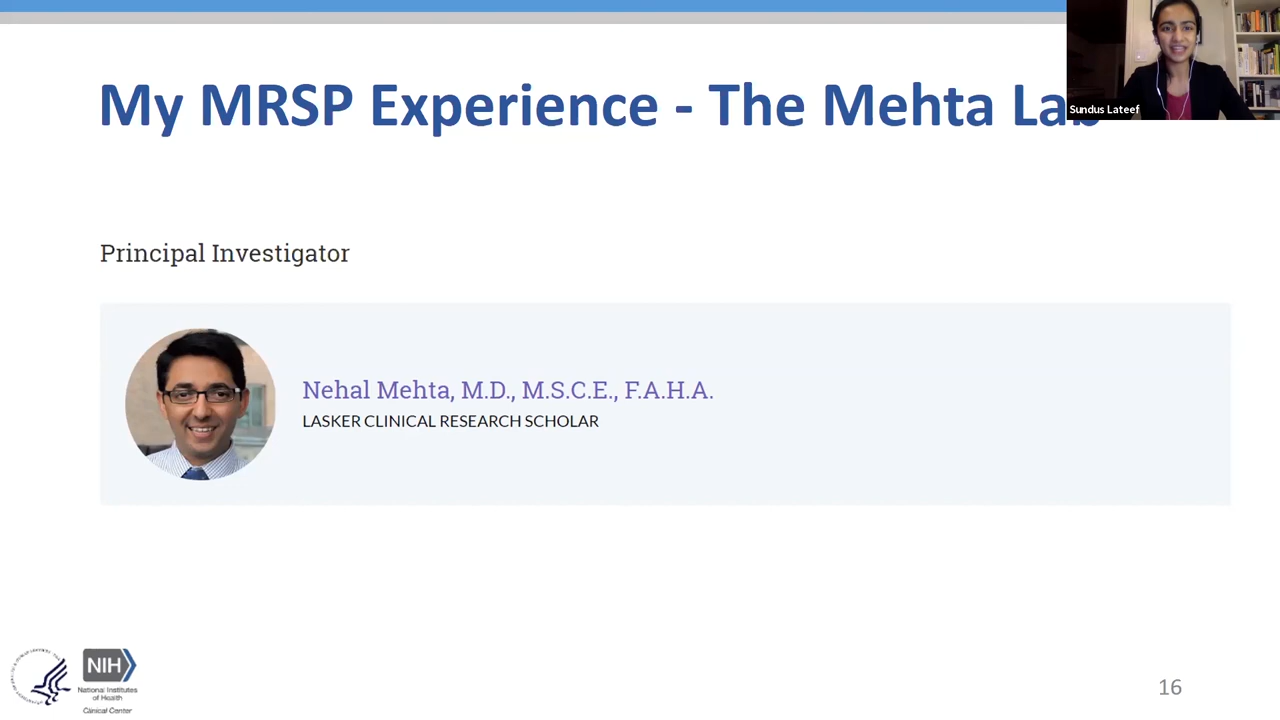 My MRSP Experience - The Mehta Lab
Sundus Lateef
Principal Investigator
Nehal Mehta, M.D., M.S.C.E., F.A.H.A.
LASKER CLINICAL RESEARCH SCHOLAR
NIH
National Institutes
of Health
Clinical Center
16